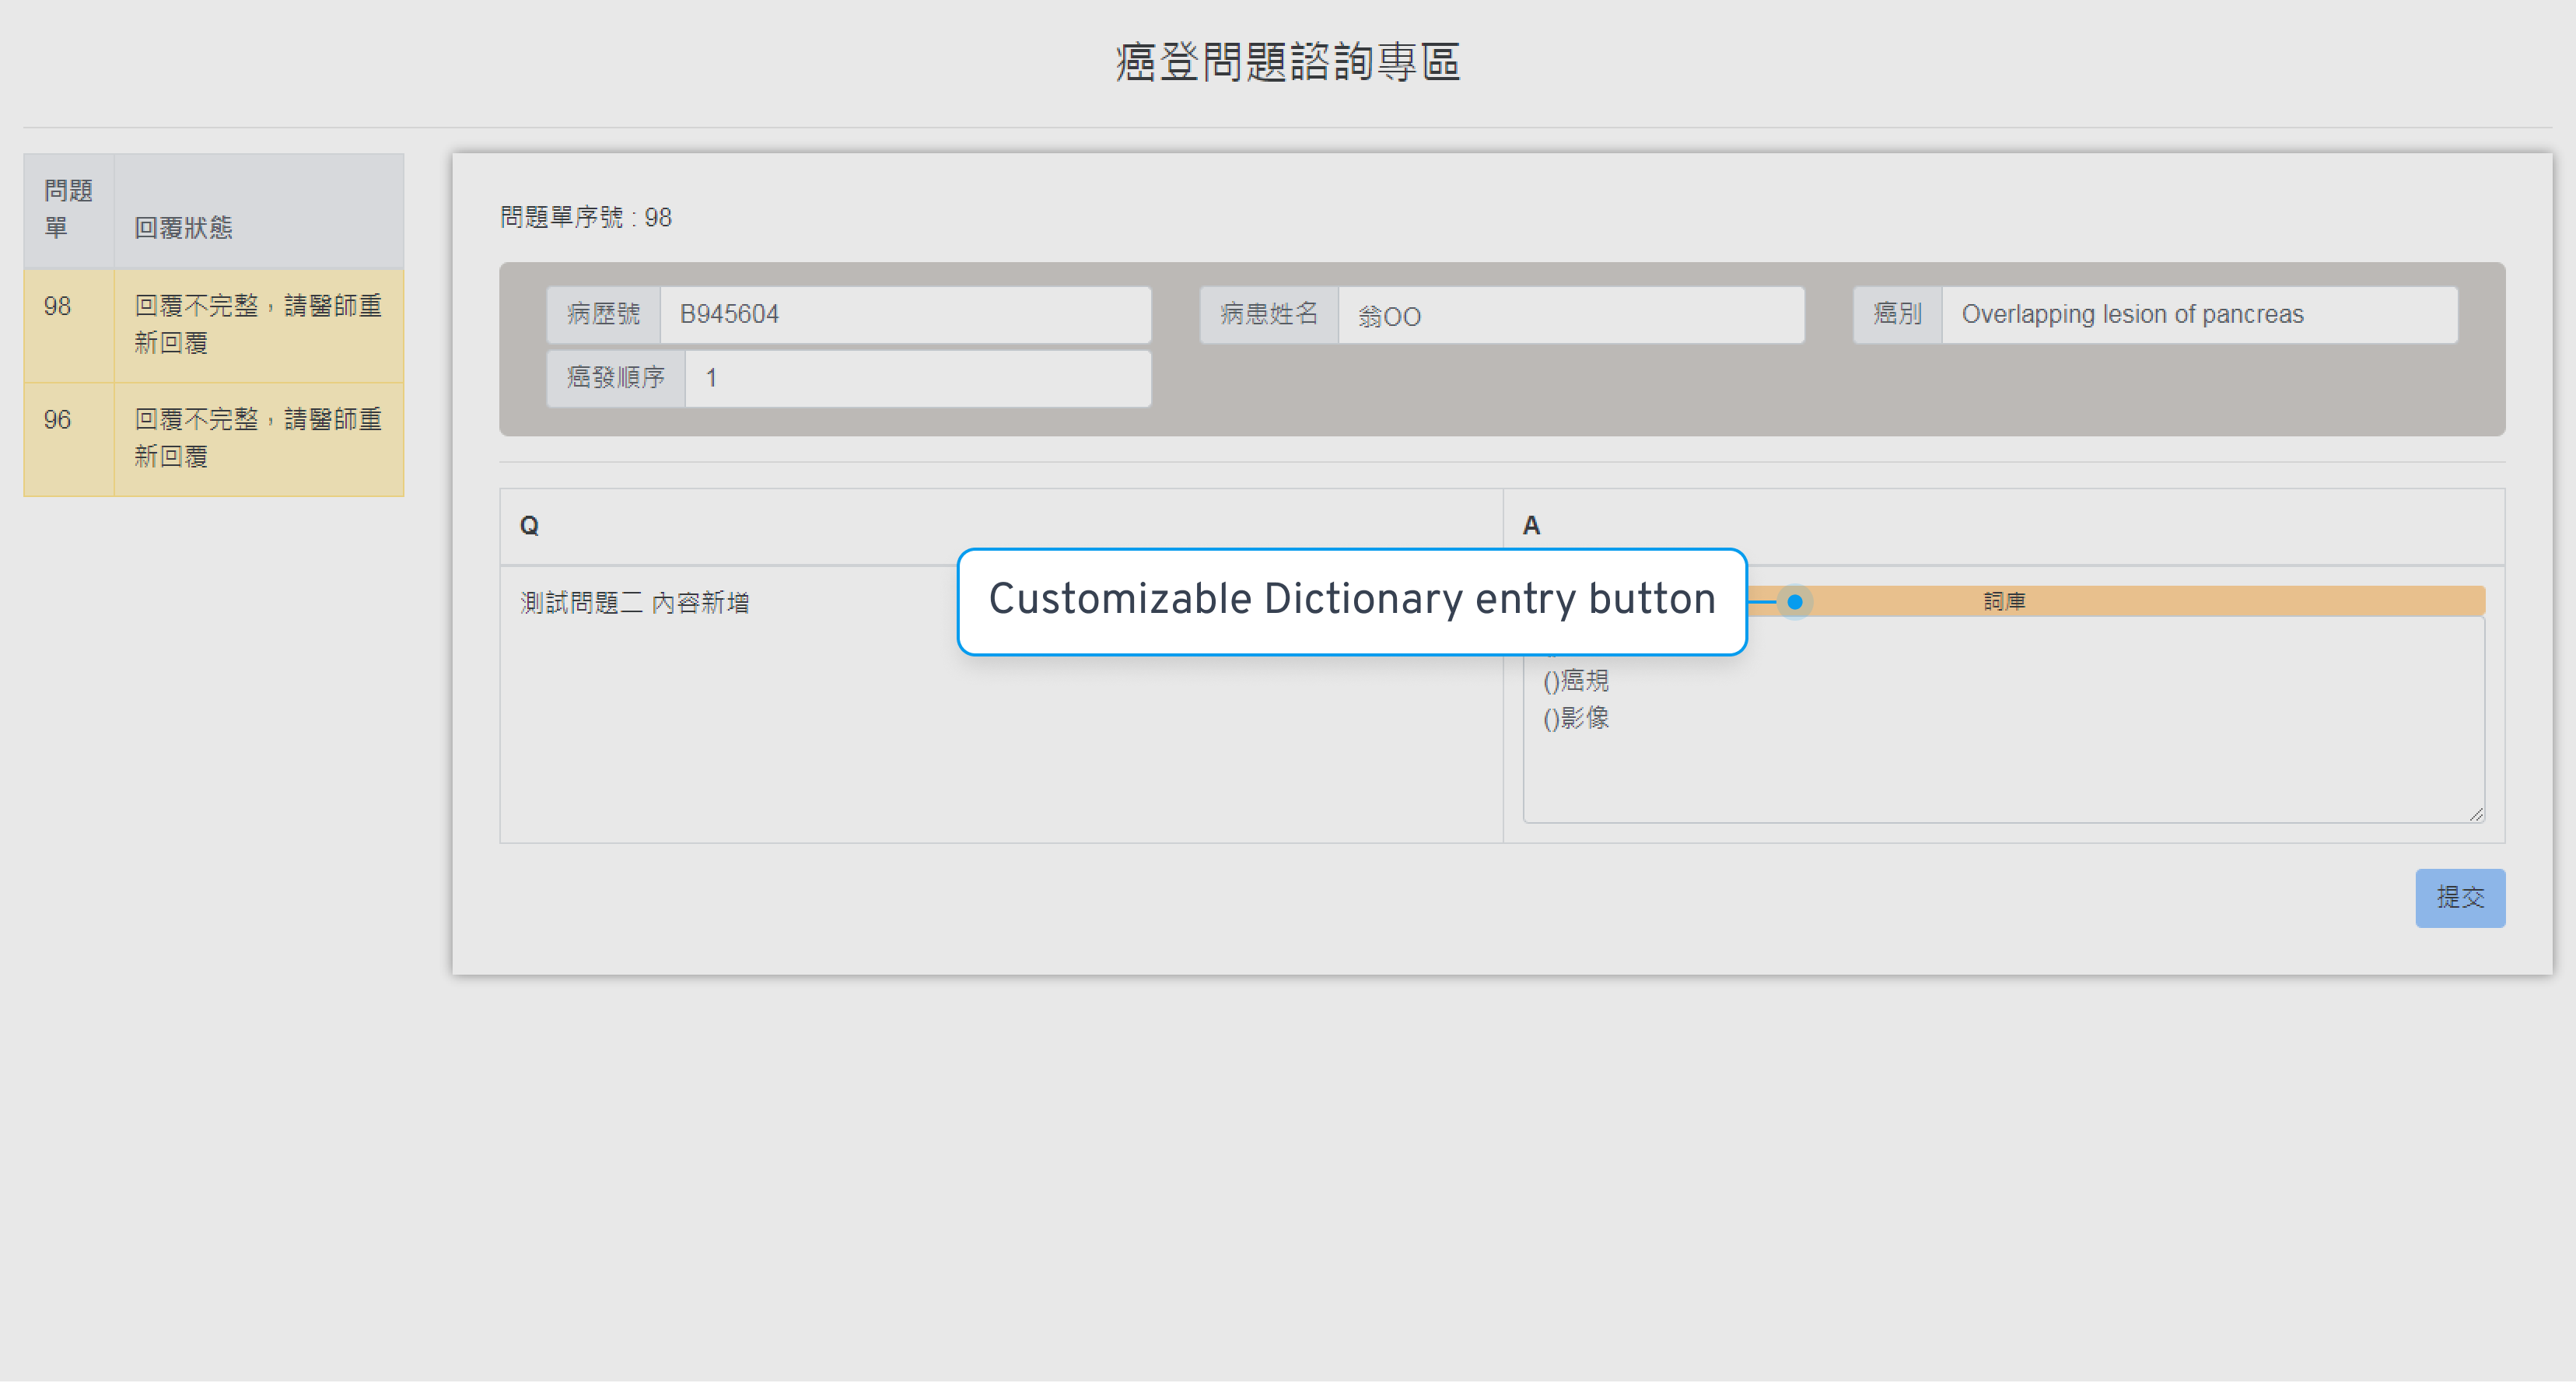 癌登問題諮詢專區
問題
單
回覆狀態
98
回覆不完整，請醫師重
新回覆
96
回覆不完整，請醫師重
新回覆
問題單序號 : 98
病歷號 B945604
病患姓名 翁OO
癌別 Overlapping lesion of pancreas
癌發順序 1
Q
A
測試問題二 內容新增
Customizable Dictionary entry button
詞庫
()癌規
()影像
提交